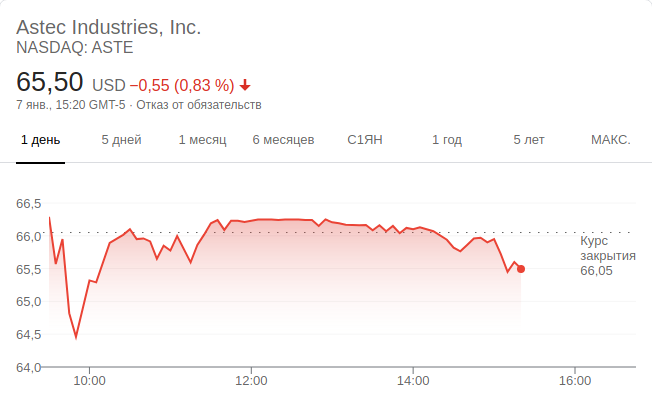 Astec Industries, Inc.
NASDAQ: ASTE
65,50 USD −0,55 (0,83 %)
7 янв., 15:20 GMT-5 · Отказ от обязательств
1 день 5 дней 1 месяц 6 месяцев С1ЯН 1 год 5 лет МАКС.
66,5
66,0
Курс
закрытия
66,05
65,5
65,0
64,5
64,0
10:00 12:00 14:00 16:00